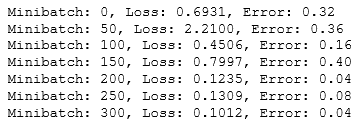 Minibatch: 0, Loss: 0.6931, Error: 0.32
Minibatch: 50, Loss: 2.2100, Error: 0.36
Minibatch: 100, Loss: 0.4506, Error: 0.16
Minibatch: 150, Loss: 0.7997, Error: 0.40
Minibatch: 200, Loss: 0.1235, Error: 0.04
Minibatch: 250, Loss: 0.1309, Error: 0.08
Minibatch: 300, Loss: 0.1012, Error: 0.04